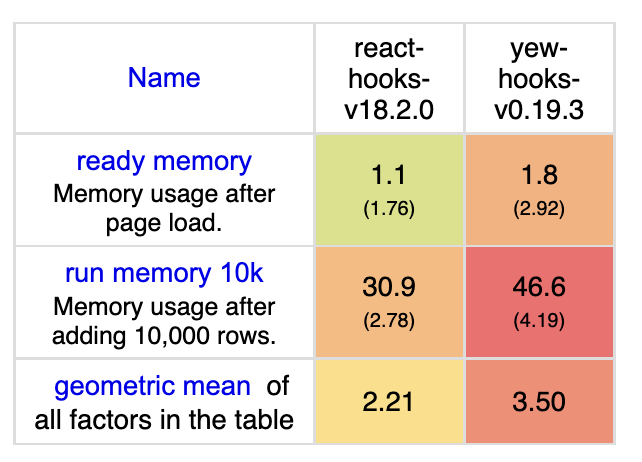 Name
react-
hooks-
v18.2.0
yew-
hooks-
v0.19.3
ready memory
Memory usage after
page load.
1.1
(1.76)
1.8
(2.92)
run memory 10k
Memory usage after
adding 10,000 rows.
30.9
(2.78)
46.6
(4.19)
geometric mean of
all factors in the table
2.21
3.50